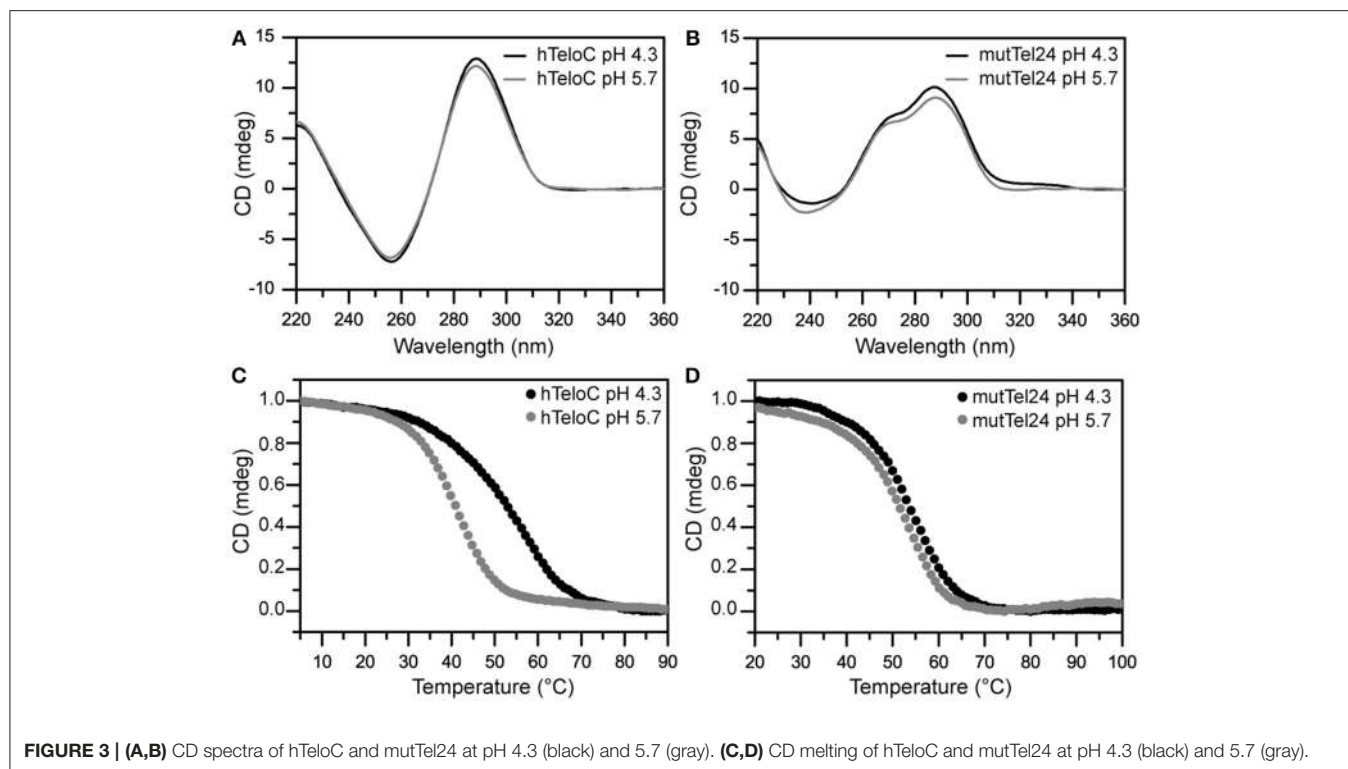 A
hTeloC pH 4.3
hTeloC pH 5.7
15
10
5
0
-5
-10
CD (mdeg)
220 240 260 280 300 320 340 360
Wavelength (nm)
B
mutTel24 pH 4.3
mutTel24 pH 5.7
15
10
5
0
-5
-10
CD (mdeg)
220 240 260 280 300 320 340 360
Wavelength (nm)
C
hTeloC pH 4.3
hTeloC pH 5.7
1.0
0.8
0.6
0.4
0.2
0.0
CD (mdeg)
10 20 30 40 50 60 70 80 90
Temperature (°C)
D
mutTel24 pH 4.3
mutTel24 pH 5.7
1.0
0.8
0.6
0.4
0.2
0.0
CD (mdeg)
20 30 40 50 60 70 80 90 100
Temperature (°C)
FIGURE 3 | (A,B) CD spectra of hTeloC and mutTel24 at pH 4.3 (black) and 5.7 (gray). (C,D) CD melting of hTeloC and mutTel24 at pH 4.3 (black) and 5.7 (gray).